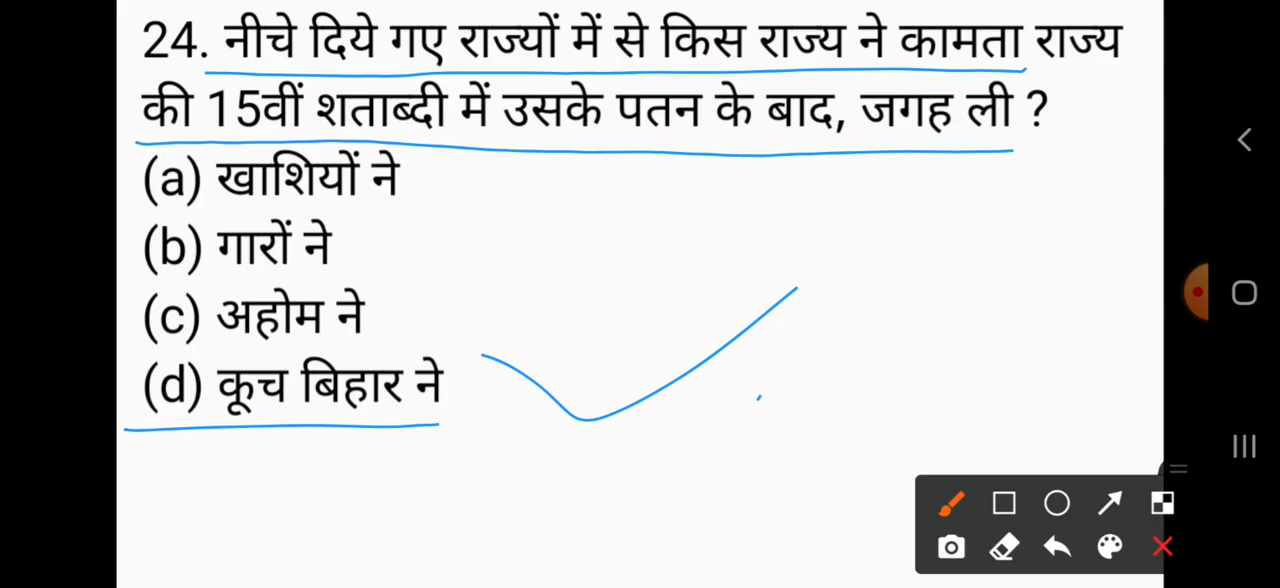 24. नीचे दिये गए राज्यों में से किस राज्य ने कामता राज्य
की 15वीं शताब्दी में उसके पतन के बाद, जगह ली ?
(a) खाशियों ने
(b) गारों ने
(c) अहोम ने
(d) कूच बिहार ने